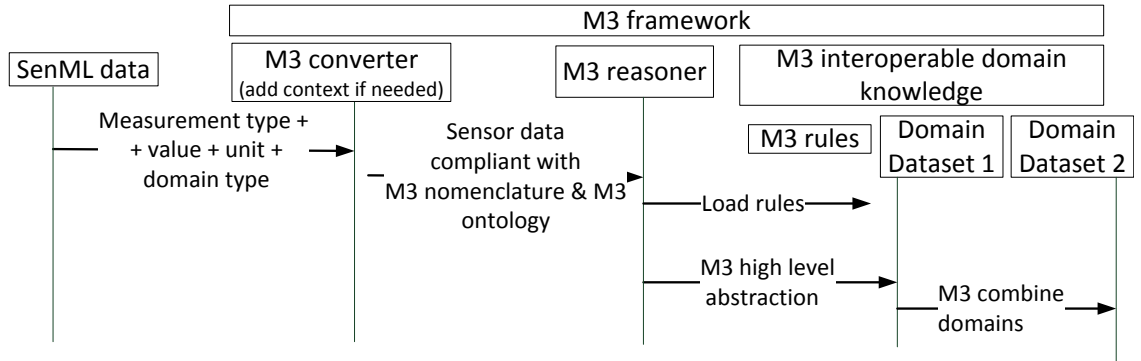 M3 framework
SenML data
M3 converter
(add context if needed)
M3 reasoner
M3 interoperable domain
knowledge
M3 rules
Domain
Dataset 1
Domain
Dataset 2
Measurement type +
+ value + unit +
domain type
Sensor data
compliant with
M3 nomenclature & M3
ontology
Load rules
M3 high level
abstraction
M3 combine
domains